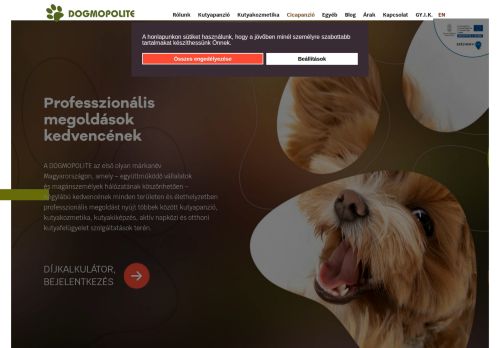 DOGMOPOLITE
Rólunk Kutyapanzió Kutyakozmetika Cicapanzió Egyéb Blog Árak Kapcsolat GY.I.K. EN
A honlapunkon sütiket használunk, hogy a jövőben minél személyre szabottabb
tartalmakat készíthessünk Önnek.
Összes engedélyezése
Beállítások
Professzionális
megoldások
kedvencének
A DOGMOPOLITE az első olyan márkanév
Magyarországon, amely – együttműködő vállalatok
és magánszemélyek hálózatának köszönhetően –
négylábú kedvencének minden területen és élethelyzetben
professzionális megoldást nyújt többek között kutyapanzió,
kutyakozmetika, kutyakiképzés, aktív napközi és otthoni
kutyafelügyelet szolgáltatások terén.
DÍJKALKULÁTOR,
BEJELENTKEZÉS